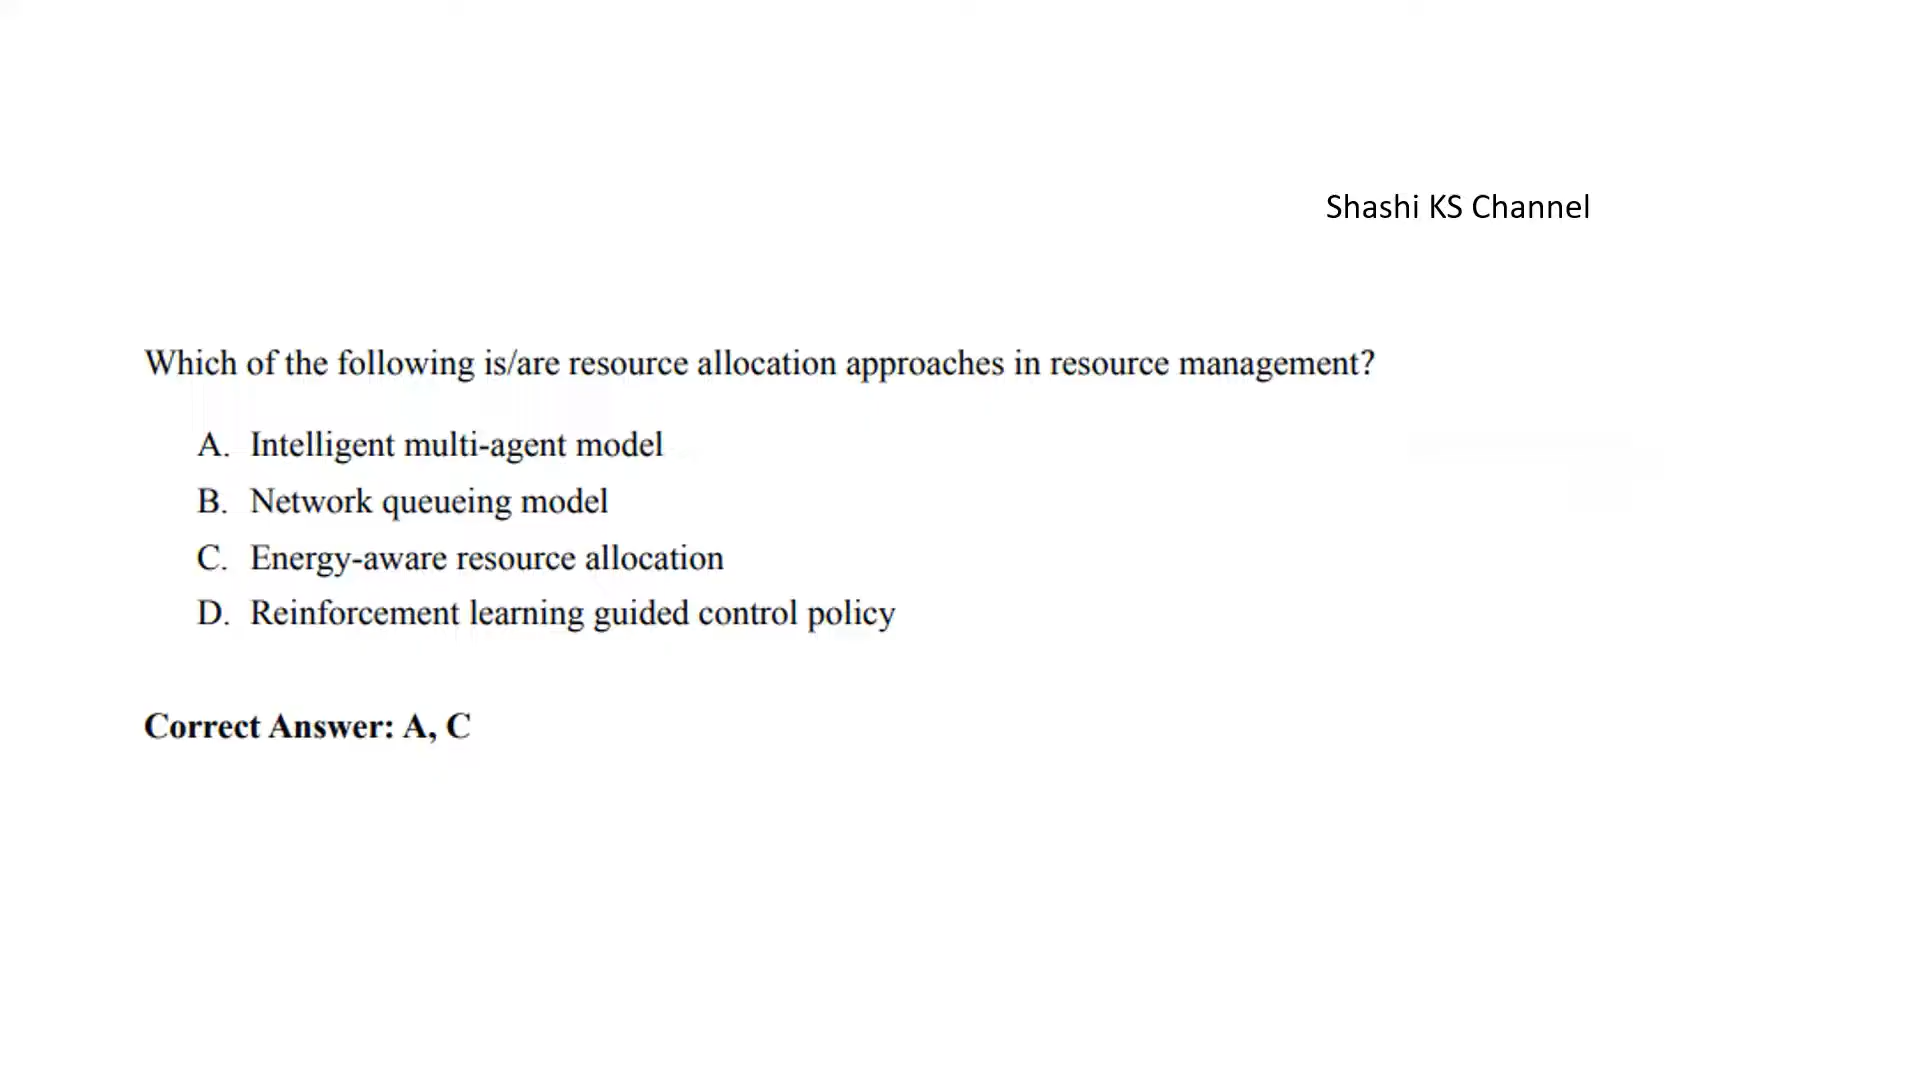 Shashi KS Channel
Which of the following is/are resource allocation approaches in resource management?
A. Intelligent multi-agent model
B. Network queueing model
C. Energy-aware resource allocation
D. Reinforcement learning guided control policy
Correct Answer: A, C